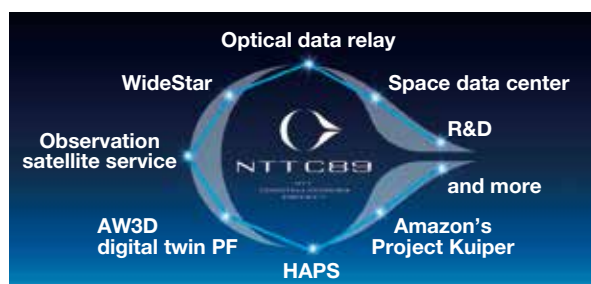 Optical data relay
WideStar
Space data center
R&D
Observation
satellite service
NTTC89
and more
AW3D
digital twin PF
Amazon's
Project Kuiper
HAPS